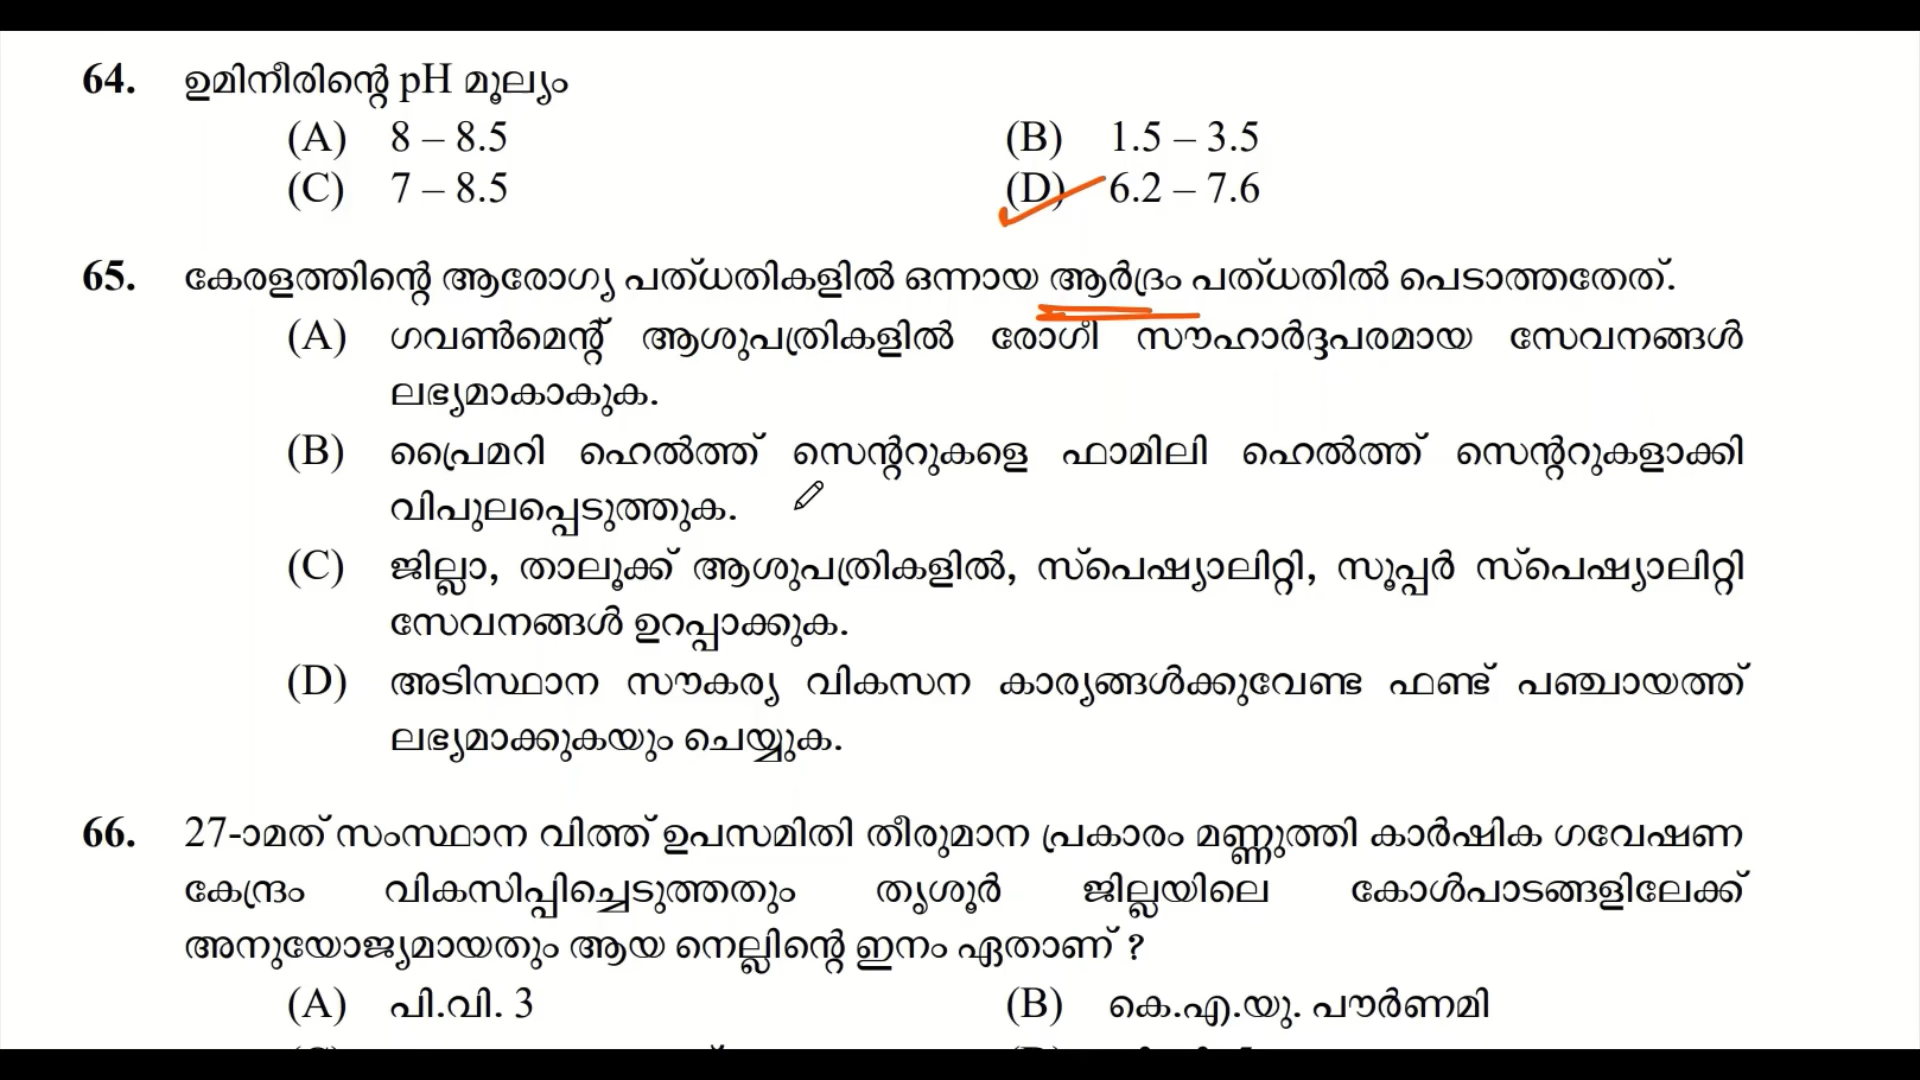 64. ഉമിനീരിന്റെ pH മൂല്യം
(A) 8 – 8.5 (B) 1.5 – 3.5
(C) 7 – 8.5 (D) 6.2 – 7.6
65. കേരളത്തിന്റെ ആരോഗ്യ പത്ധതികളിൽ ഒന്നായ ആർദ്രം പത്ധതിൽ പെടാത്തതേത്.
(A) ഗവൺമെന്റ് ആശുപത്രികളിൽ രോഗീ സൗഹാർദ്ദപരമായ സേവനങ്ങൾ
ലഭ്യമാകാകുക.
(B) പ്രൈമറി ഹെൽത്ത് സെന്ററുകളെ ഫാമിലി ഹെൽത്ത് സെന്ററുകളാക്കി
വിപുലപ്പെടുത്തുക.
(C) ജില്ലാ, താലൂക്ക് ആശുപത്രികളിൽ, സ്പെഷ്യാലിറ്റി, സൂപ്പർ സ്പെഷ്യാലിറ്റി
സേവനങ്ങൾ ഉറപ്പാക്കുക.
(D) അടിസ്ഥാന സൗകര്യ വികസന കാര്യങ്ങൾക്കുവേണ്ട ഫണ്ട് പഞ്ചായത്ത്
ലഭ്യമാക്കുകയും ചെയ്യുക.
66. 27-ാമത് സംസ്ഥാന വിത്ത് ഉപസമിതി തീരുമാന പ്രകാരം മണ്ണുത്തി കാർഷിക ഗവേഷണ
കേന്ദ്രം വികസിപ്പിച്ചെടുത്തതും തൃശൂർ ജില്ലയിലെ കോൾപാടങ്ങളിലേക്ക്
അനുയോജ്യമായതും ആയ നെല്ലിന്റെ ഇനം ഏതാണ് ?
(A) പി.വി. 3 (B) കെ.എ.യു. പൗർണമി